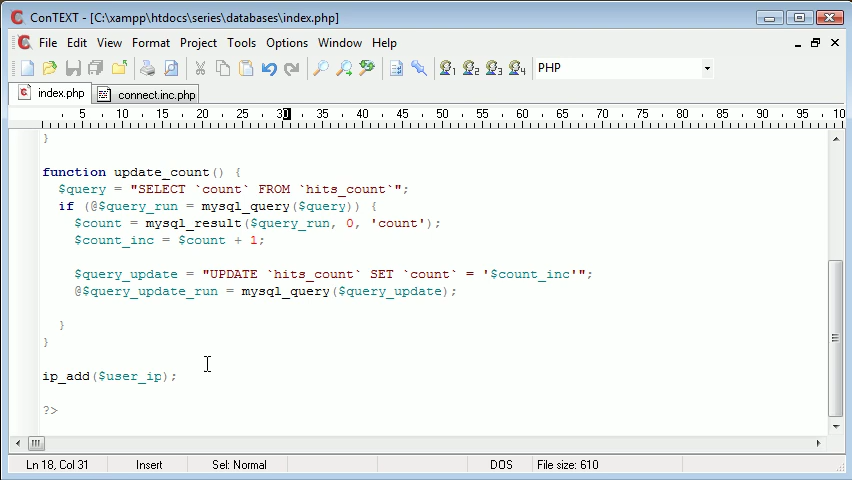 ConTEXT - [C:\xampp\htdocs\series\databases\index.php]
File Edit View Format Project Tools Options Window Help
1 2 3 4 PHP
index.php connect.inc.php
5 10 15 20 25 30 35 40 45 50 55 60 65 70 75 80 85 90 95 10
}
function update_count() {
$query = "SELECT `count` FROM `hits_count`";
if (@$query_run = mysql_query($query)) {
$count = mysql_result($query_run, 0, 'count');
$count_inc = $count + 1;
$query_update = "UPDATE `hits_count` SET `count` = '$count_inc'";
@$query_update_run = mysql_query($query_update);
}
}
ip_add($user_ip);
?>
Ln 18, Col 31 Insert Sel: Normal DOS File size: 610